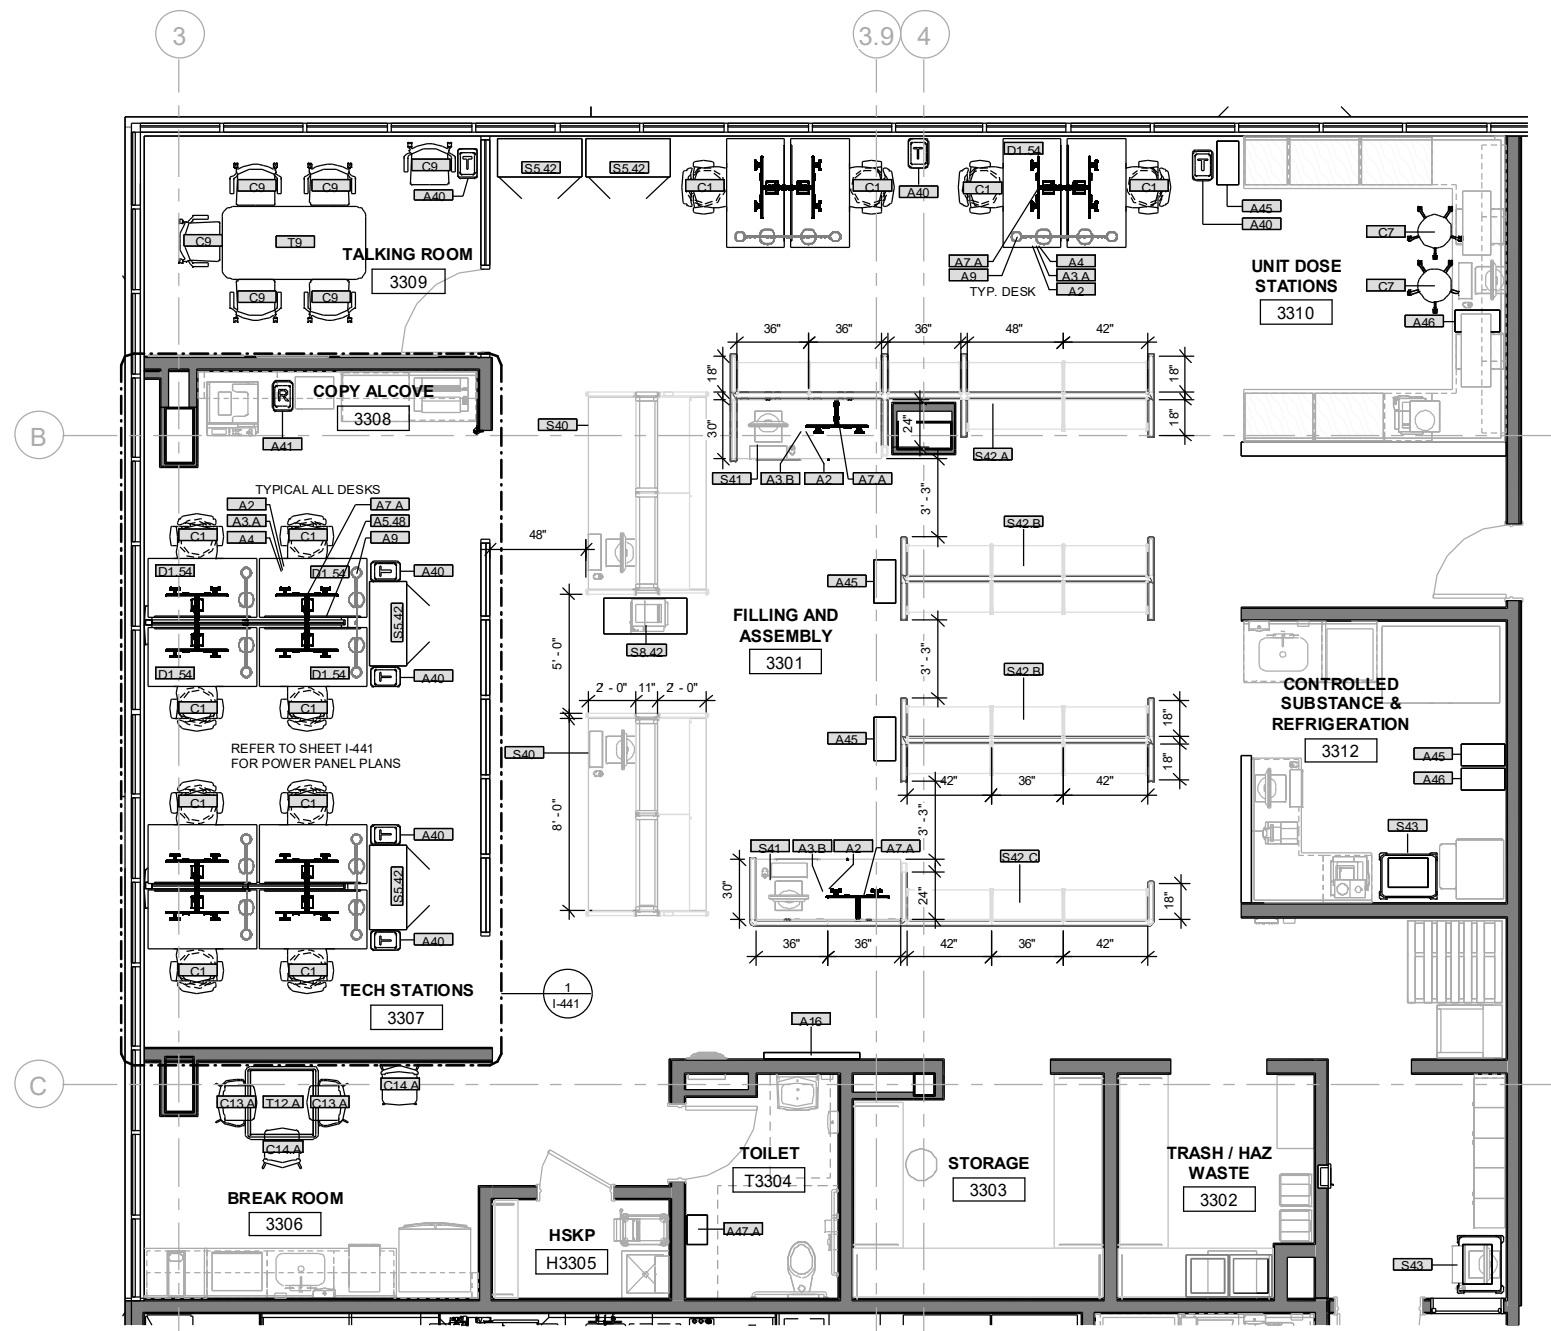 3
3.9
4
B
C
C9
C9
C9
A40
C9
T9
C9
C9
TALKING ROOM
3309
S5.42
S5.42
C1
C1
A40
D1.54
C1
C1
A7.A
A9
A4
A3.A
A2
TYP. DESK
A45
A40
C7
C7
A46
UNIT DOSE
STATIONS
3310
COPY ALCOVE
3308
R
A41
S40
36"
36"
36"
48"
42"
18"
30"
24"
18"
18"
S41
A3.B
A2
A7.A
S42.A
TYPICAL ALL DESKS
A2
A3.A
A4
A7.A
A5.48
A9
C1
C1
D1.54
D1.54
A40
S5.42
A40
D1.54
D1.54
C1
C1
48"
5' - 0"
S8.42
2' - 0"
11"
2' - 0"
S40
8' - 0"
REFER TO SHEET I-441
FOR POWER PANEL PLANS
C1
C1
A40
S5.42
A40
C1
C1
TECH STATIONS
3307
1
I-441
FILLING AND
ASSEMBLY
3301
3' - 3"
S42.B
A45
3' - 3"
S42.B
A45
18"
18"
42"
36"
42"
3' - 3"
S41
A3.B
A2
A7.A
S42.C
30"
24"
18"
36"
36"
42"
36"
42"
CONTROLLED
SUBSTANCE &
REFRIGERATION
3312
A45
A46
S43
A16
C13.A
T12.A
C13.A
C14.A
C14.A
BREAK ROOM
3306
HSKP
H3305
TOILET
T3304
A47.A
STORAGE
3303
TRASH / HAZ
WASTE
3302
S43
T
T
T
T
T
T
T